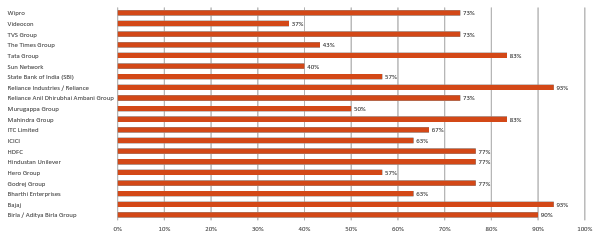 Wipro 73%
Videocon 37%
TVS Group 73%
The Times Group 43%
Tata Group 83%
Sun Network 40%
State Bank of India (SBI) 57%
Reliance Industries / Reliance 93%
Reliance Anil Dhirubhai Ambani Group 73%
Murugappa Group 50%
Mahindra Group 83%
ITC Limited 67%
ICICI 63%
HDFC 77%
Hindustan Unilever 77%
Hero Group 57%
Godrej Group 77%
Bharthi Enterprises 63%
Bajaj 93%
Birla / Aditya Birla Group 90%
0% 10% 20% 30% 40% 50% 60% 70% 80% 90% 100%